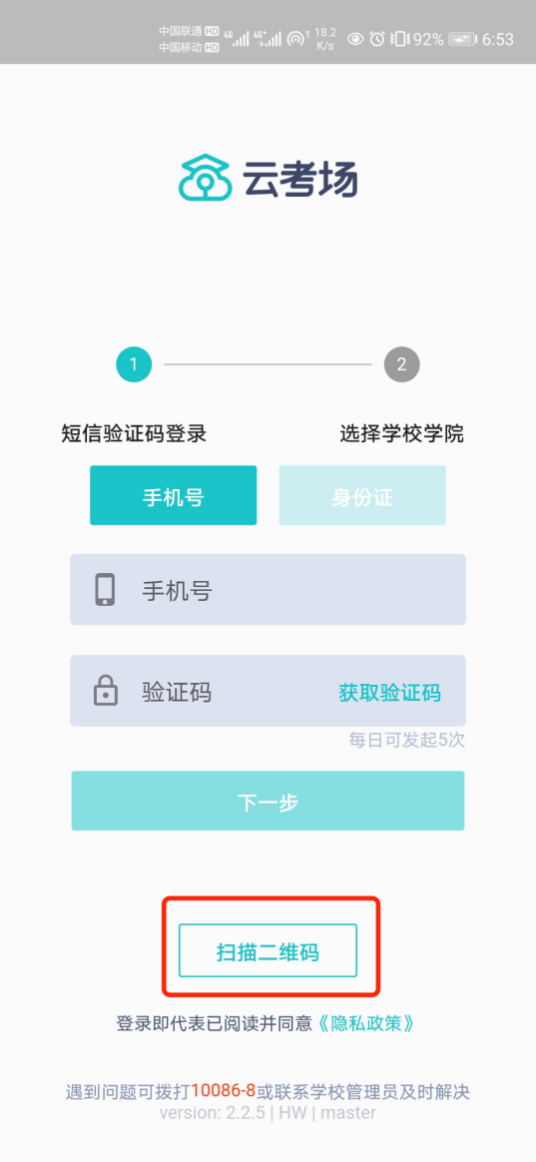 中国联通 HD 4G 4G+ 1 18.2 92% 6:53
中国移动 HD K/s
云考场
1 2
短信验证码登录 选择学校学院
手机号 身份证
手机号
验证码 获取验证码
每日可发起5次
下一步
扫描二维码
登录即代表已阅读并同意《隐私政策》
遇到问题可拨打10086-8或联系学校管理员及时解决
version: 2.2.5 | HW | master